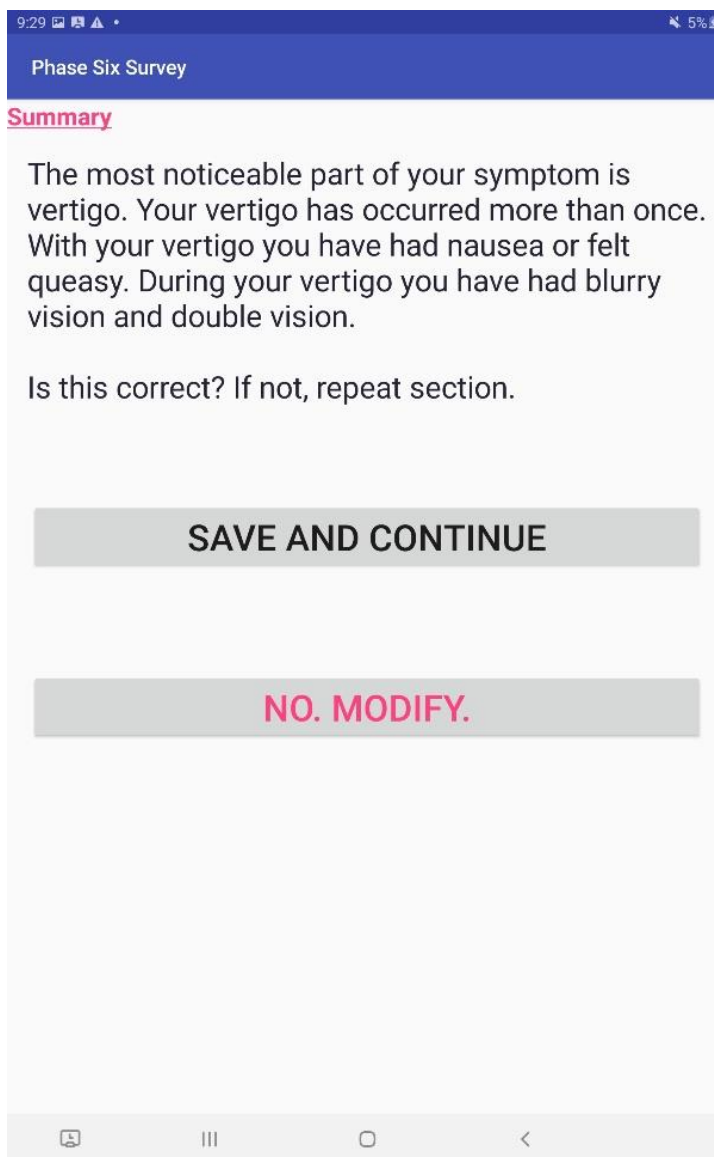 9:29
5%
Phase Six Survey
Summary
The most noticeable part of your symptom is
vertigo. Your vertigo has occurred more than once.
With your vertigo you have had nausea or felt
queasy. During your vertigo you have had blurry
vision and double vision.
Is this correct? If not, repeat section.
SAVE AND CONTINUE
NO. MODIFY.